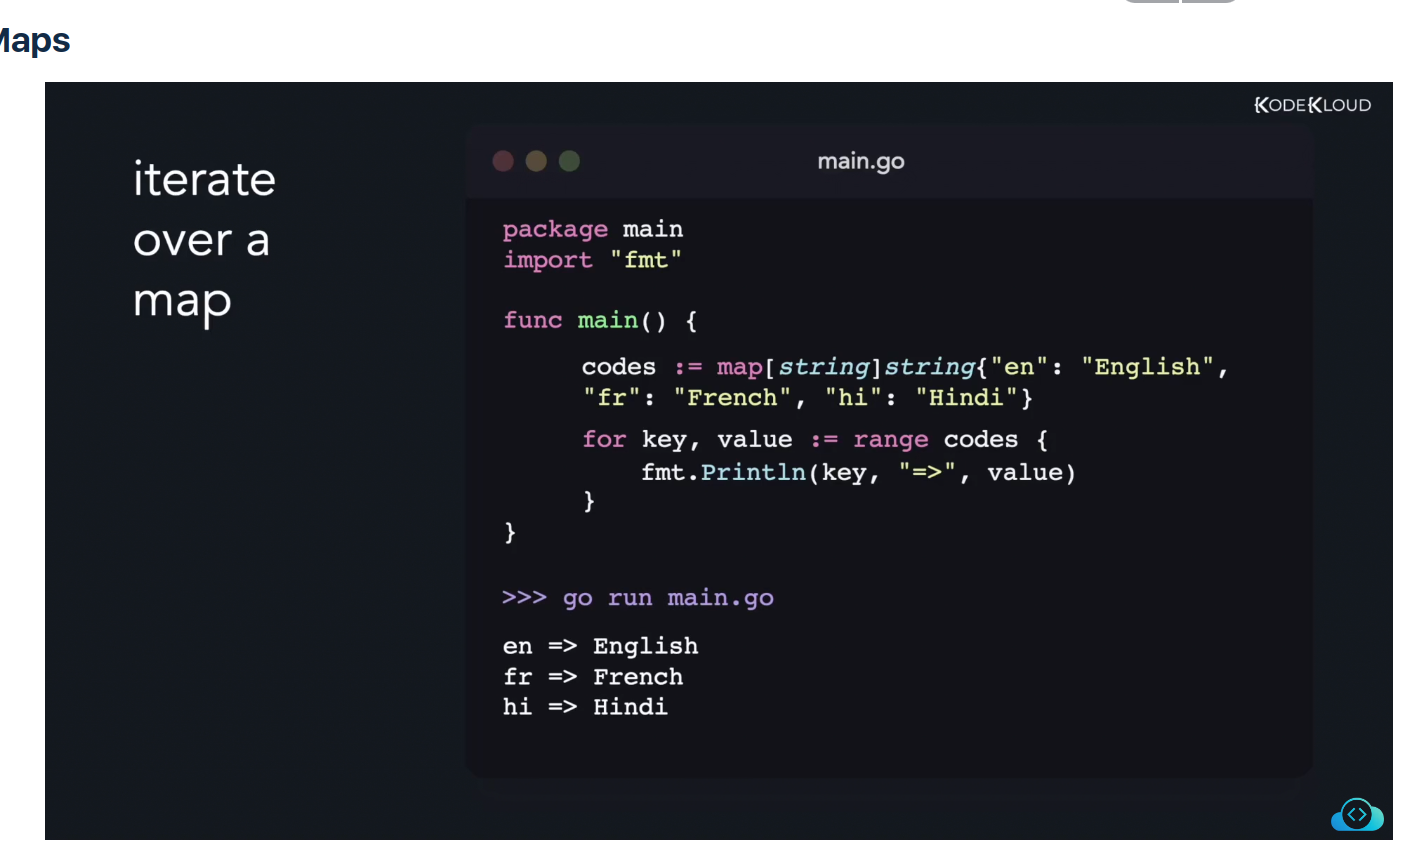 Maps
KODEKLOUD
iterate
over a
map
main.go
package main
import "fmt"
func main() {
codes := map[string]string{"en": "English",
"fr": "French", "hi": "Hindi"}
for key, value := range codes {
fmt.Println(key, "=>", value)
}
}
>>> go run main.go
en => English
fr => French
hi => Hindi